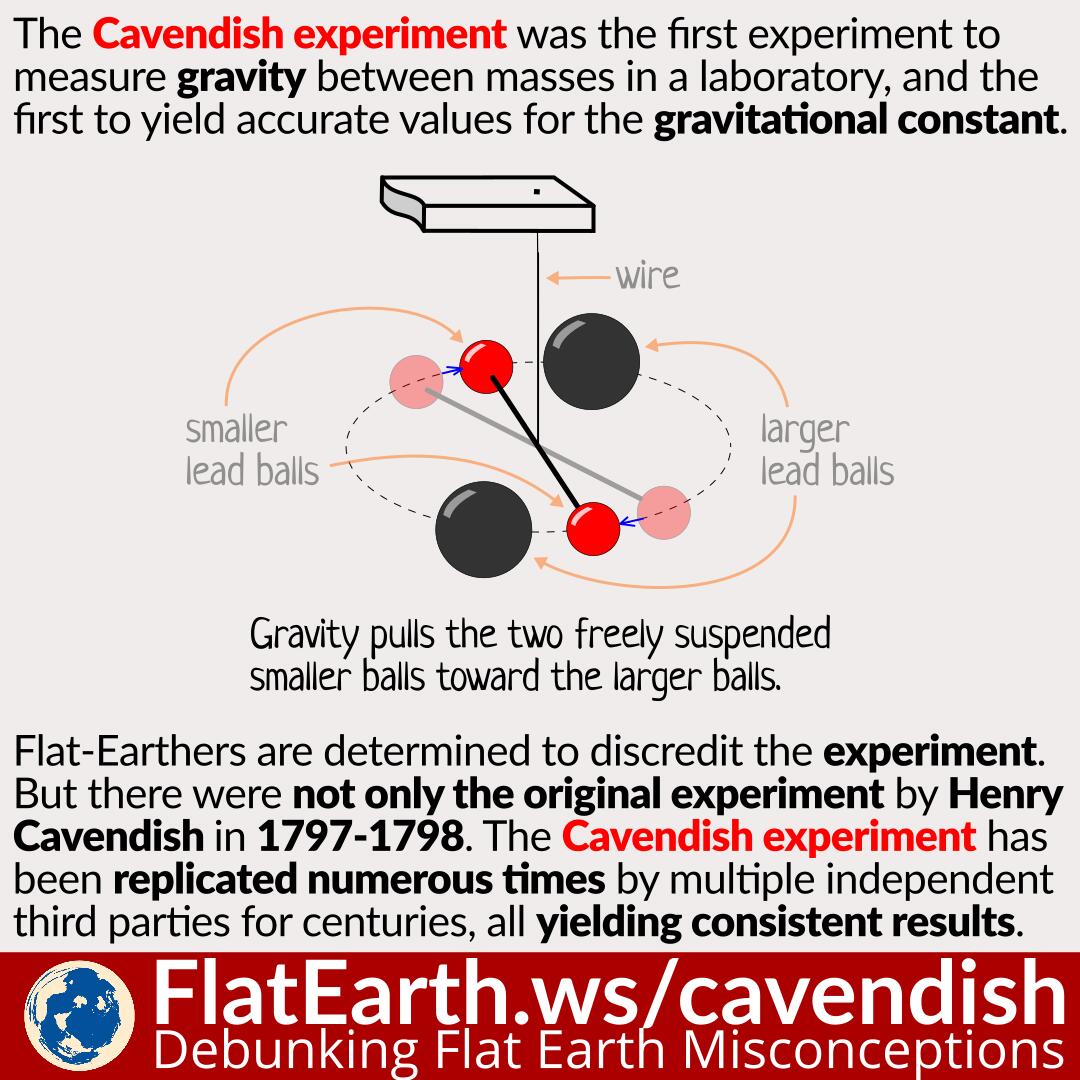 The Cavendish experiment was the first experiment to
measure gravity between masses in a laboratory, and the
first to yield accurate values for the gravitational constant.
wire
smaller
lead balls
larger
lead balls
Gravity pulls the two freely suspended
smaller balls toward the larger balls.
Flat-Earthers are determined to discredit the experiment.
But there were not only the original experiment by Henry
Cavendish in 1797-1798. The Cavendish experiment has
been replicated numerous times by multiple independent
third parties for centuries, all yielding consistent results.
FlatEarth.ws/cavendish
Debunking Flat Earth Misconceptions